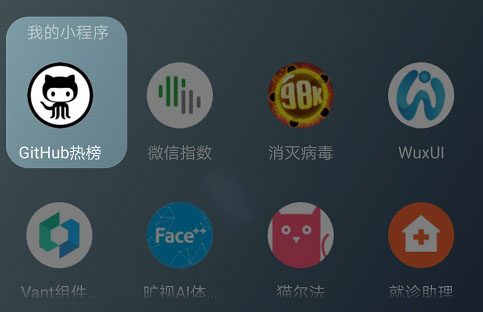 我的小程序
98K
GitHub热榜
微信指数
消灭病毒
WuxUI
Face++
Vant组件...
旷视AI体...
猫尔法
就诊助理